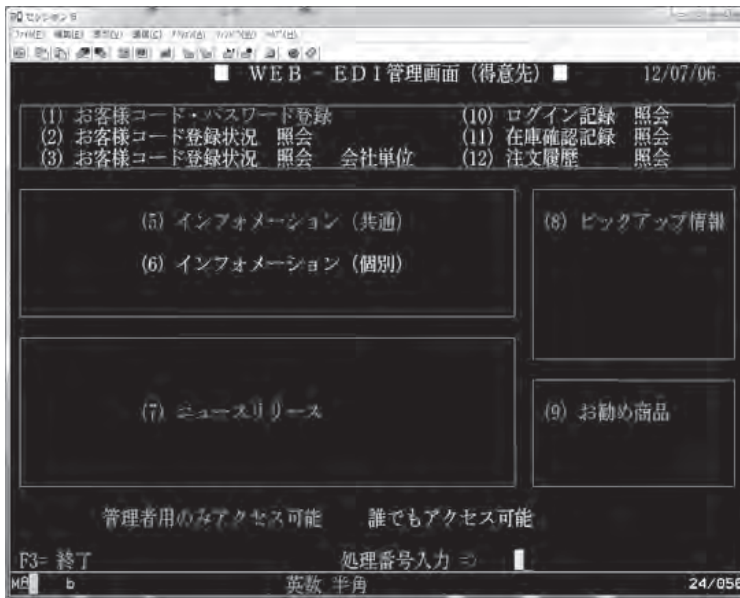 セッション B
■ WEB－EDI管理画面（得意先）■ 12/07/06
(1) お客様コード・パスワード登録 (10) ログイン記録 照会
(2) お客様コード登録状況 照会 (11) 在庫確認記録 照会
(3) お客様コード登録状況 照会 会社単位 (12) 注文履歴 照会
(5) インフォメーション（共通） (8) ピックアップ情報
(6) インフォメーション（個別）
(7) ニュースリリース (9) お勧め商品
管理者用のみアクセス可能 誰でもアクセス可能
F3= 終了 処理番号入力 =>
b 英数 半角 24/050